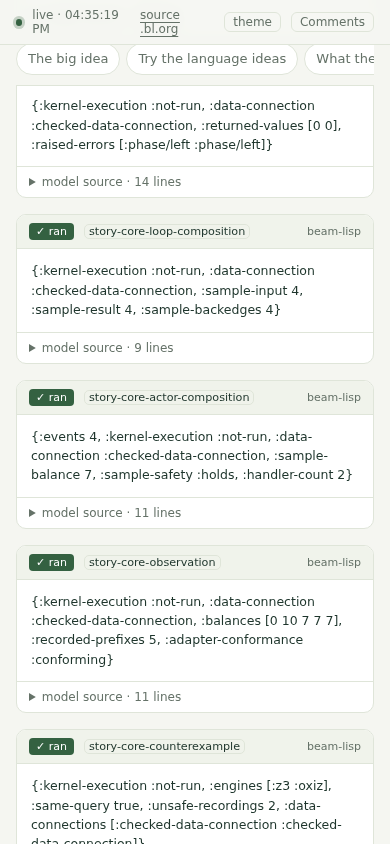 live · 04:35:19 PM
source .bl.org
theme
Comments
The big idea
Try the language ideas
What the
{:kernel-execution :not-run, :data-connection
:checked-data-connection, :returned-values [0 0],
:raised-errors [:phase/left :phase/left]}
▶ model source · 14 lines
✓ ran story-core-loop-composition beam-lisp
{:kernel-execution :not-run, :data-connection
:checked-data-connection, :sample-input 4,
:sample-result 4, :sample-backedges 4}
▶ model source · 9 lines
✓ ran story-core-actor-composition beam-lisp
{:events 4, :kernel-execution :not-run, :data-
connection :checked-data-connection, :sample-
balance 7, :sample-safety :holds, :handler-count 2}
▶ model source · 11 lines
✓ ran story-core-observation beam-lisp
{:kernel-execution :not-run, :data-connection
:checked-data-connection, :balances [0 10 7 7 7],
:recorded-prefixes 5, :adapter-conformance
:conforming}
▶ model source · 11 lines
✓ ran story-core-counterexample beam-lisp
{:kernel-execution :not-run, :engines [:z3 :oxiz],
:same-query true, :unsafe-recordings 2, :data-
connections [:checked-data-connection :checked-
data-connection]}